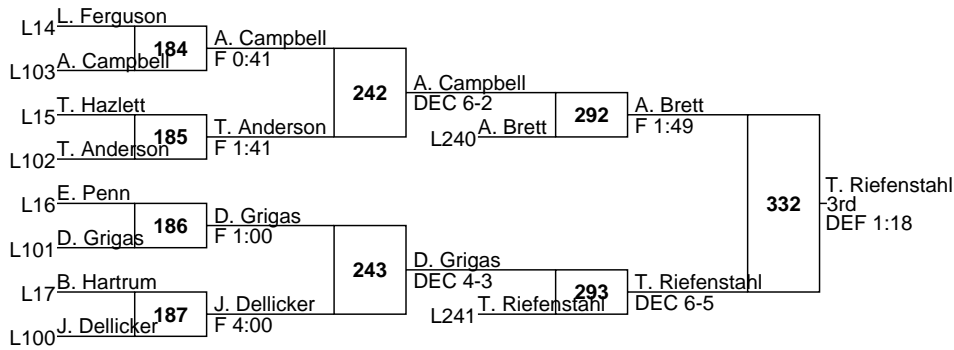 L14 L. Ferguson
184
A. Campbell
F 0:41
L103 A. Campbell
242
A. Campbell
DEC 6-2
L15 T. Hazlett
185
T. Anderson
F 1:41
L102 T. Anderson
292
A. Brett
F 1:49
L240 A. Brett
L16 E. Penn
186
D. Grigas
F 1:00
L101 D. Grigas
243
D. Grigas
DEC 4-3
L17 B. Hartrum
187
J. Dellicker
F 4:00
L100 J. Dellicker
293
T. Riefenstahl
DEC 6-5
L241 T. Riefenstahl
332
T. Riefenstahl
3rd
DEF 1:18